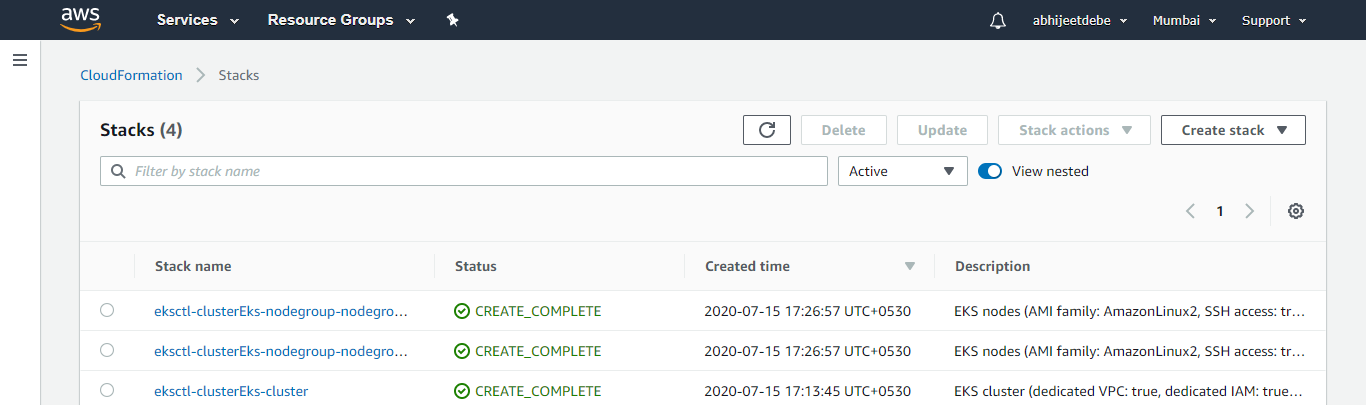 aws Services Resource Groups abhijeetdebe Mumbai Support
CloudFormation Stacks
Stacks (4) Delete Update Stack actions Create stack
Filter by stack name Active View nested
1
Stack name Status Created time Description
eksctl-clusterEks-nodegroup-nodegro... CREATE_COMPLETE 2020-07-15 17:26:57 UTC+0530 EKS nodes (AMI family: AmazonLinux2, SSH access: tr...
eksctl-clusterEks-nodegroup-nodegro... CREATE_COMPLETE 2020-07-15 17:26:57 UTC+0530 EKS nodes (AMI family: AmazonLinux2, SSH access: tr...
eksctl-clusterEks-cluster CREATE_COMPLETE 2020-07-15 17:13:45 UTC+0530 EKS cluster (dedicated VPC: true, dedicated IAM: true...